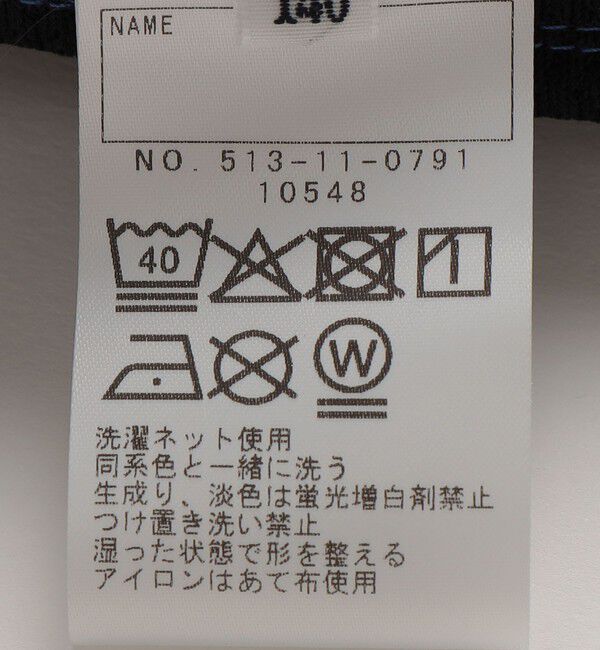 140
NAME
NO. 513-11-0791
10548
40
W
洗濯ネット使用
同系色と一緒に洗う
生成り、淡色は蛍光増白剤禁止
つけ置き洗い禁止
湿った状態で形を整える
アイロンはあて布使用